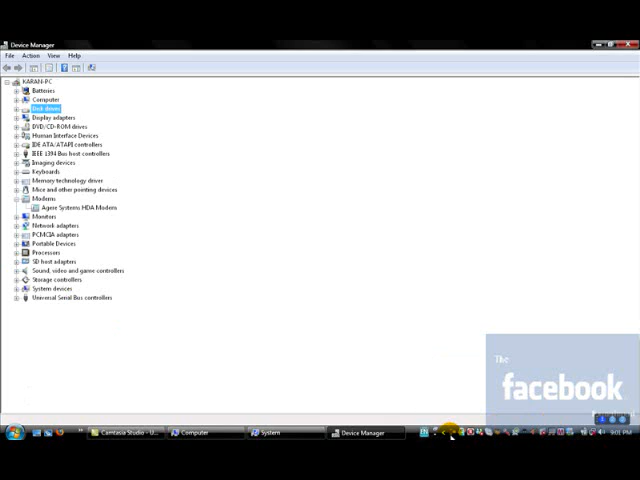 Device Manager
File Action View Help
KARAN-PC
Batteries
Computer
Disk drives
Display adapters
DVD/CD-ROM drives
Human Interface Devices
IDE ATA/ATAPI controllers
IEEE 1394 Bus host controllers
Imaging devices
Keyboards
Memory technology driver
Mice and other pointing devices
Modems
Agere Systems HDA Modem
Monitors
Network adapters
PCMCIA adapters
Portable Devices
Processors
SD host adapters
Sound, video and game controllers
Storage controllers
System devices
Universal Serial Bus controllers
The
facebook
Camtasia Studio - U... Computer System Device Manager 9:01 PM